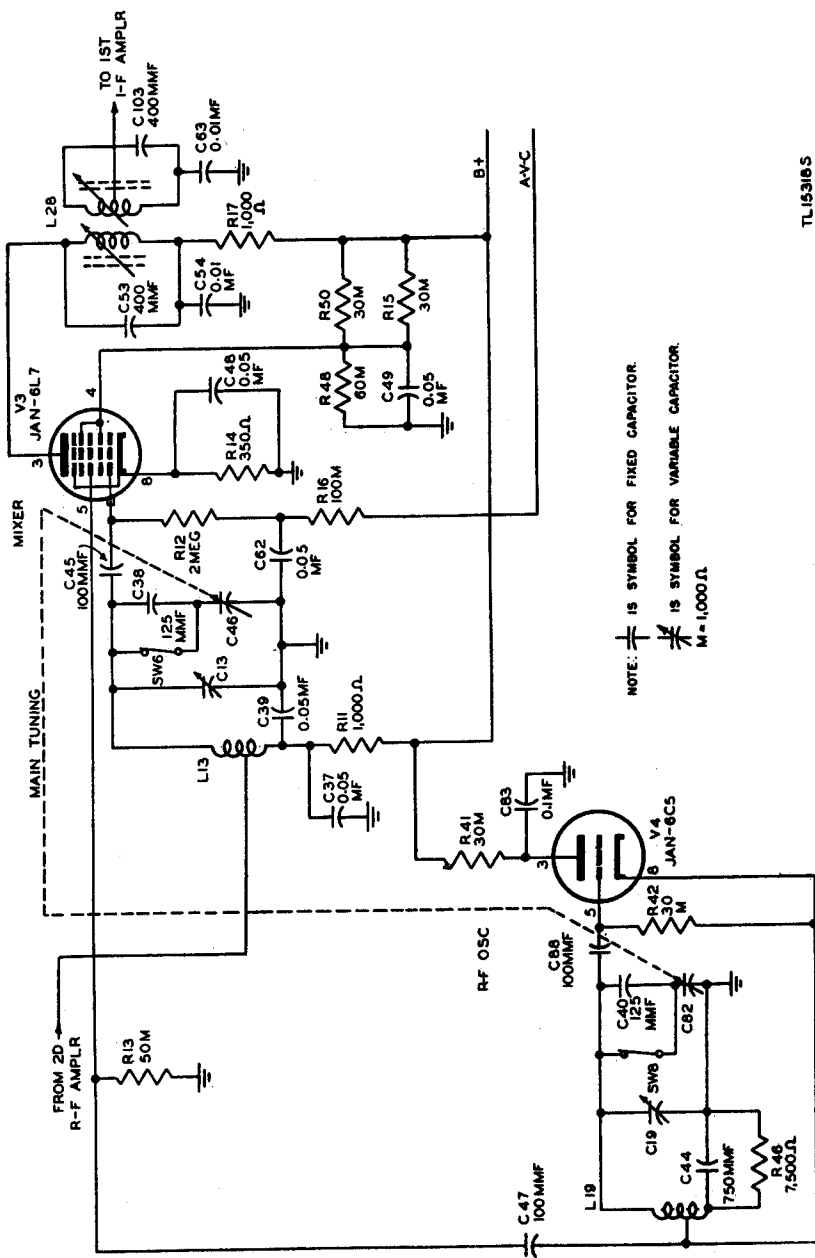 TO 1ST
I-F AMPLR
C103
400MMF
C63
0.01MF
L28
R17
1,000
Ω
C53
400
MMF
C54
0.01
MF
B+
A-V-C
R50
30M
R15
30M
R48
60M
C49
0.05
MF
V3
JAN-6L7
3
4
5
8
C48
0.05
MF
R14
350Ω
MIXER
MAIN TUNING
C45
100MMF
C38
125
MMF
SW6
C46
C13
R12
2MEG
C62
0.05
MF
R16
100M
C39
0.05MF
L13
R11
1,000Ω
C37
0.05
MF
FROM 2D
R-F AMPLR
R13
50M
R41
30M
C83
0.1MF
3
V4
JAN-6C5
5
8
R-F OSC
R42
30
M
C88
100MMF
C40
125
MMF
C82
SW8
C19
C44
750MMF
R46
7,500Ω
L19
C47
100MMF
NOTE: IS SYMBOL FOR FIXED CAPACITOR.
IS SYMBOL FOR VARIABLE CAPACITOR.
M=1,000Ω
TL15318S